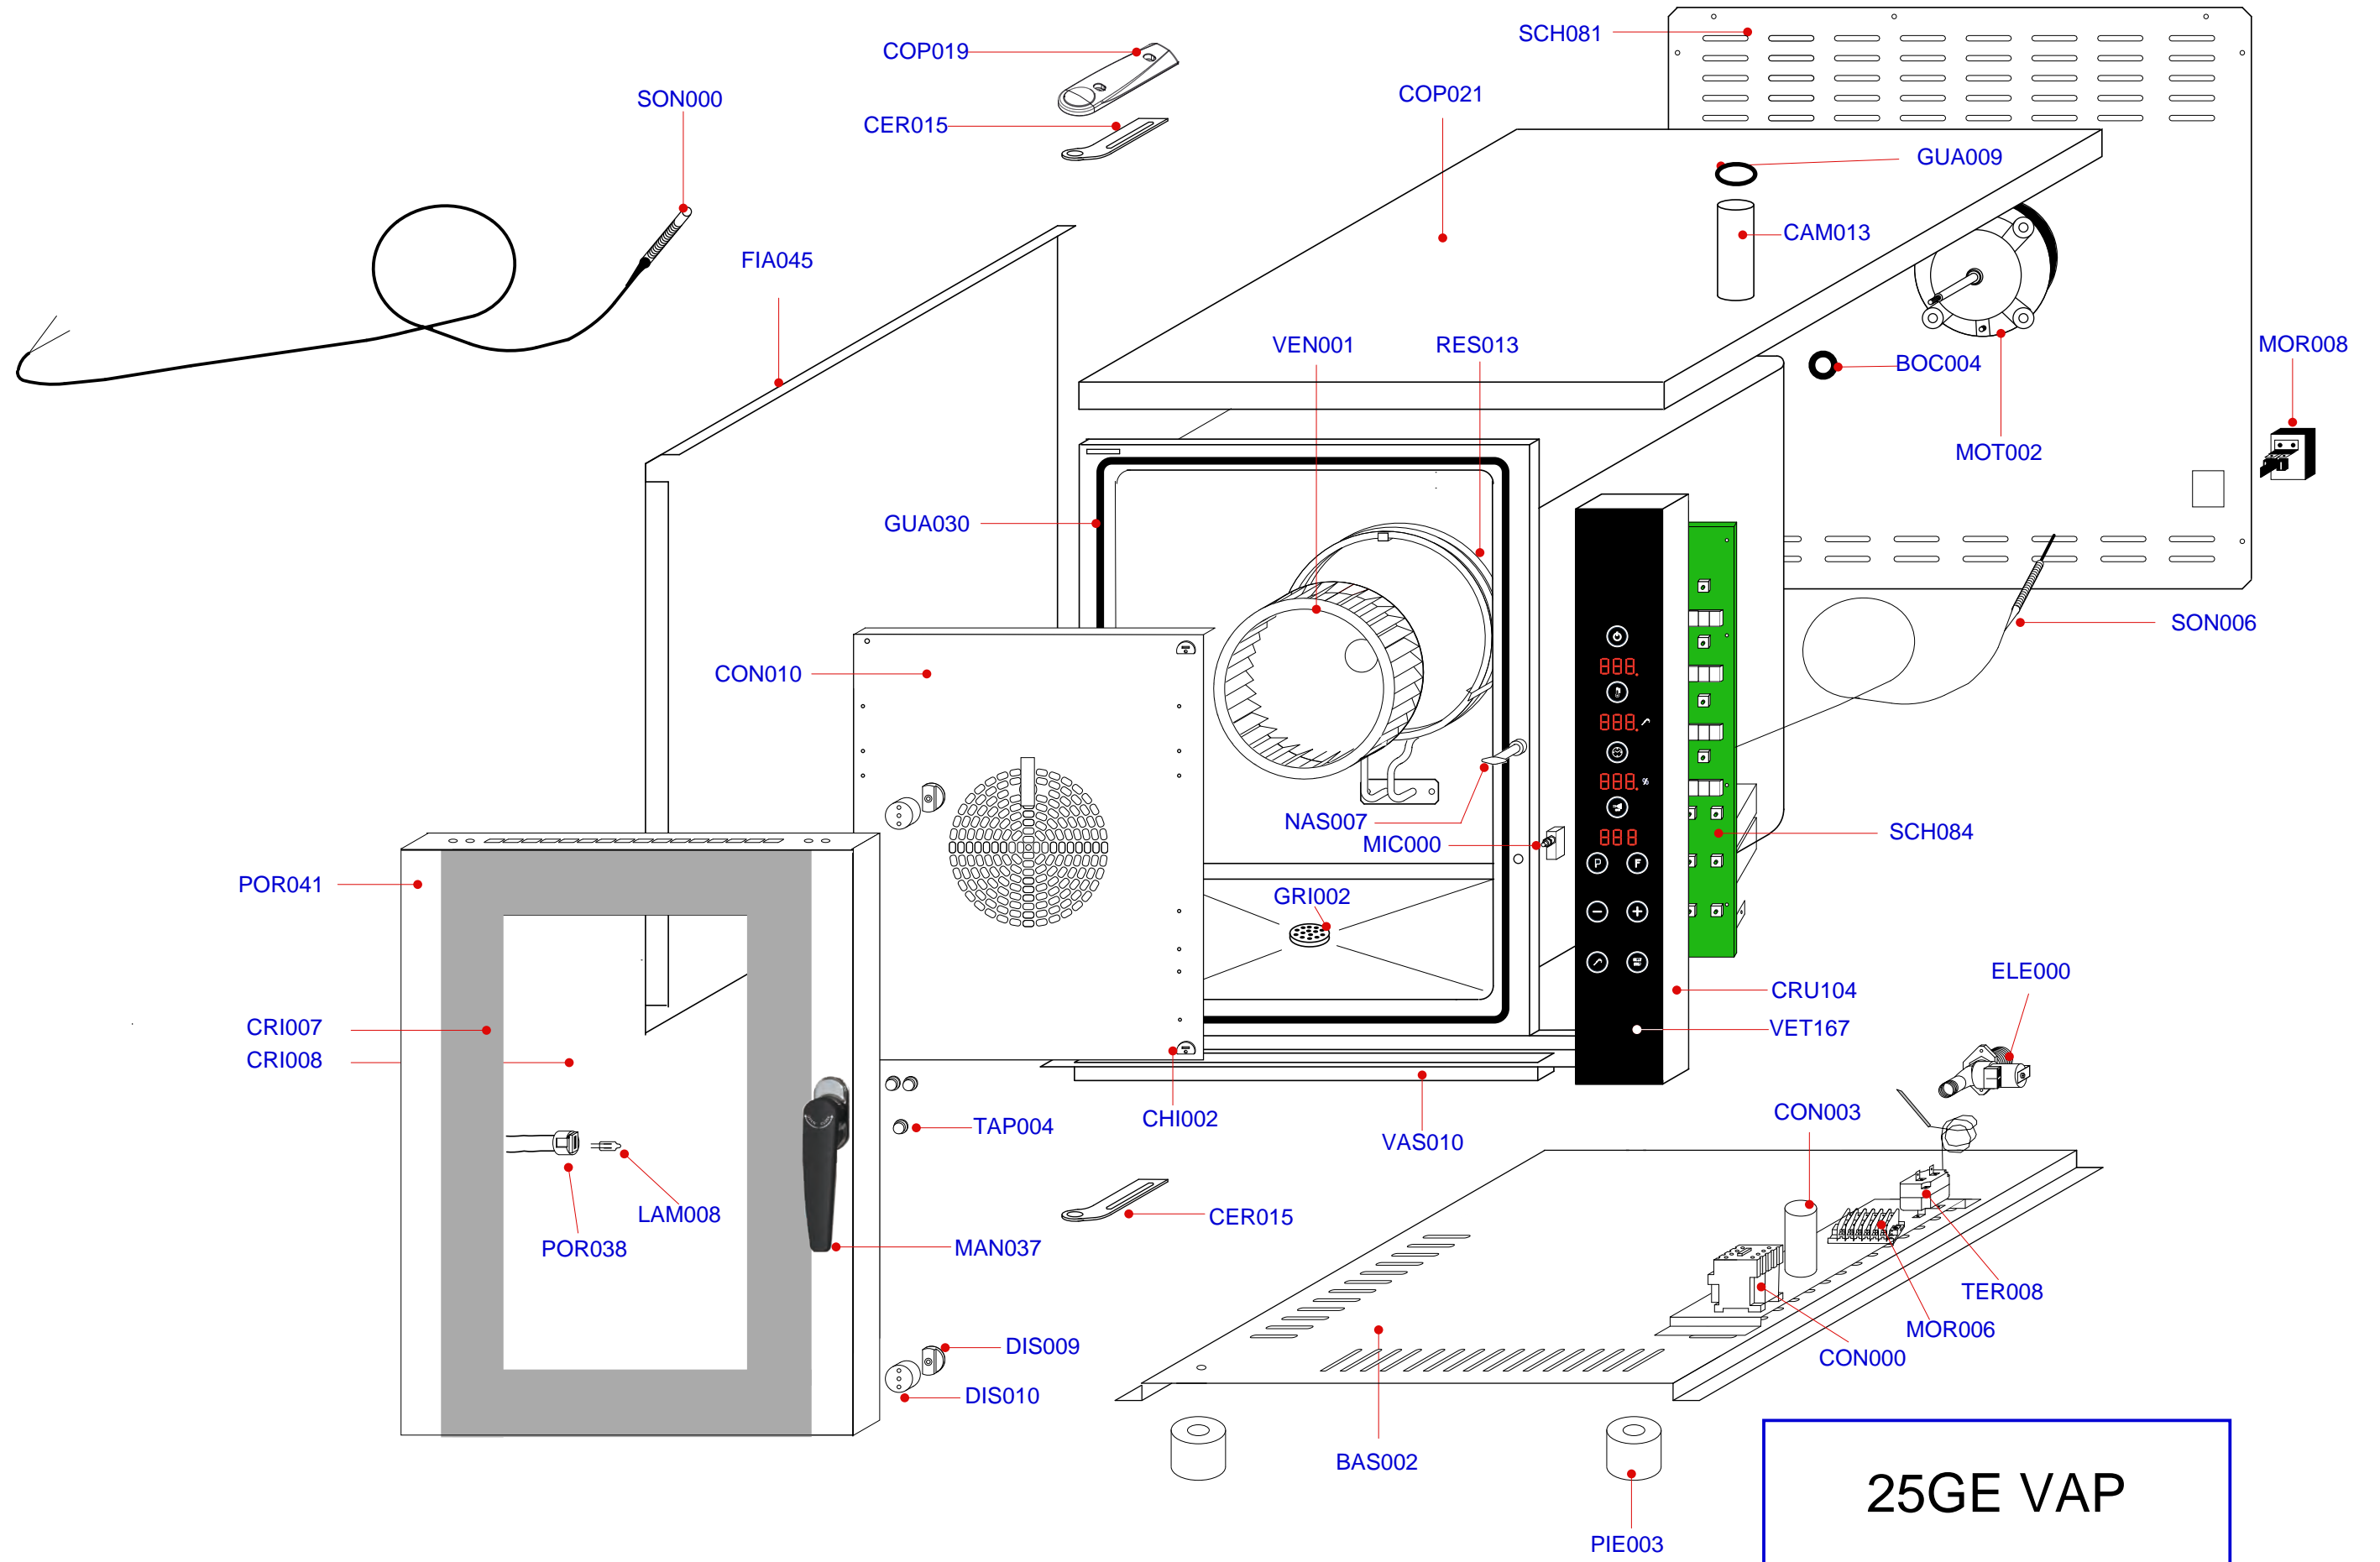 SCH081
COP019
COP021
SON000
CER015
GUA009
CAM013
FIA045
VEN001
RES013
MOR008
BOC004
MOT002
GUA030
SON006
CON010
888.
888.
888. %
NAS007
SCH084
MIC000
888
P F
POR041
GRI002
- +
ELE000
CRU104
CRI007
VET167
CRI008
CON003
CHI002
TAP004
VAS010
LAM008
CER015
POR038
MAN037
TER008
MOR006
DIS009
CON000
DIS010
BAS002
25GE VAP
PIE003